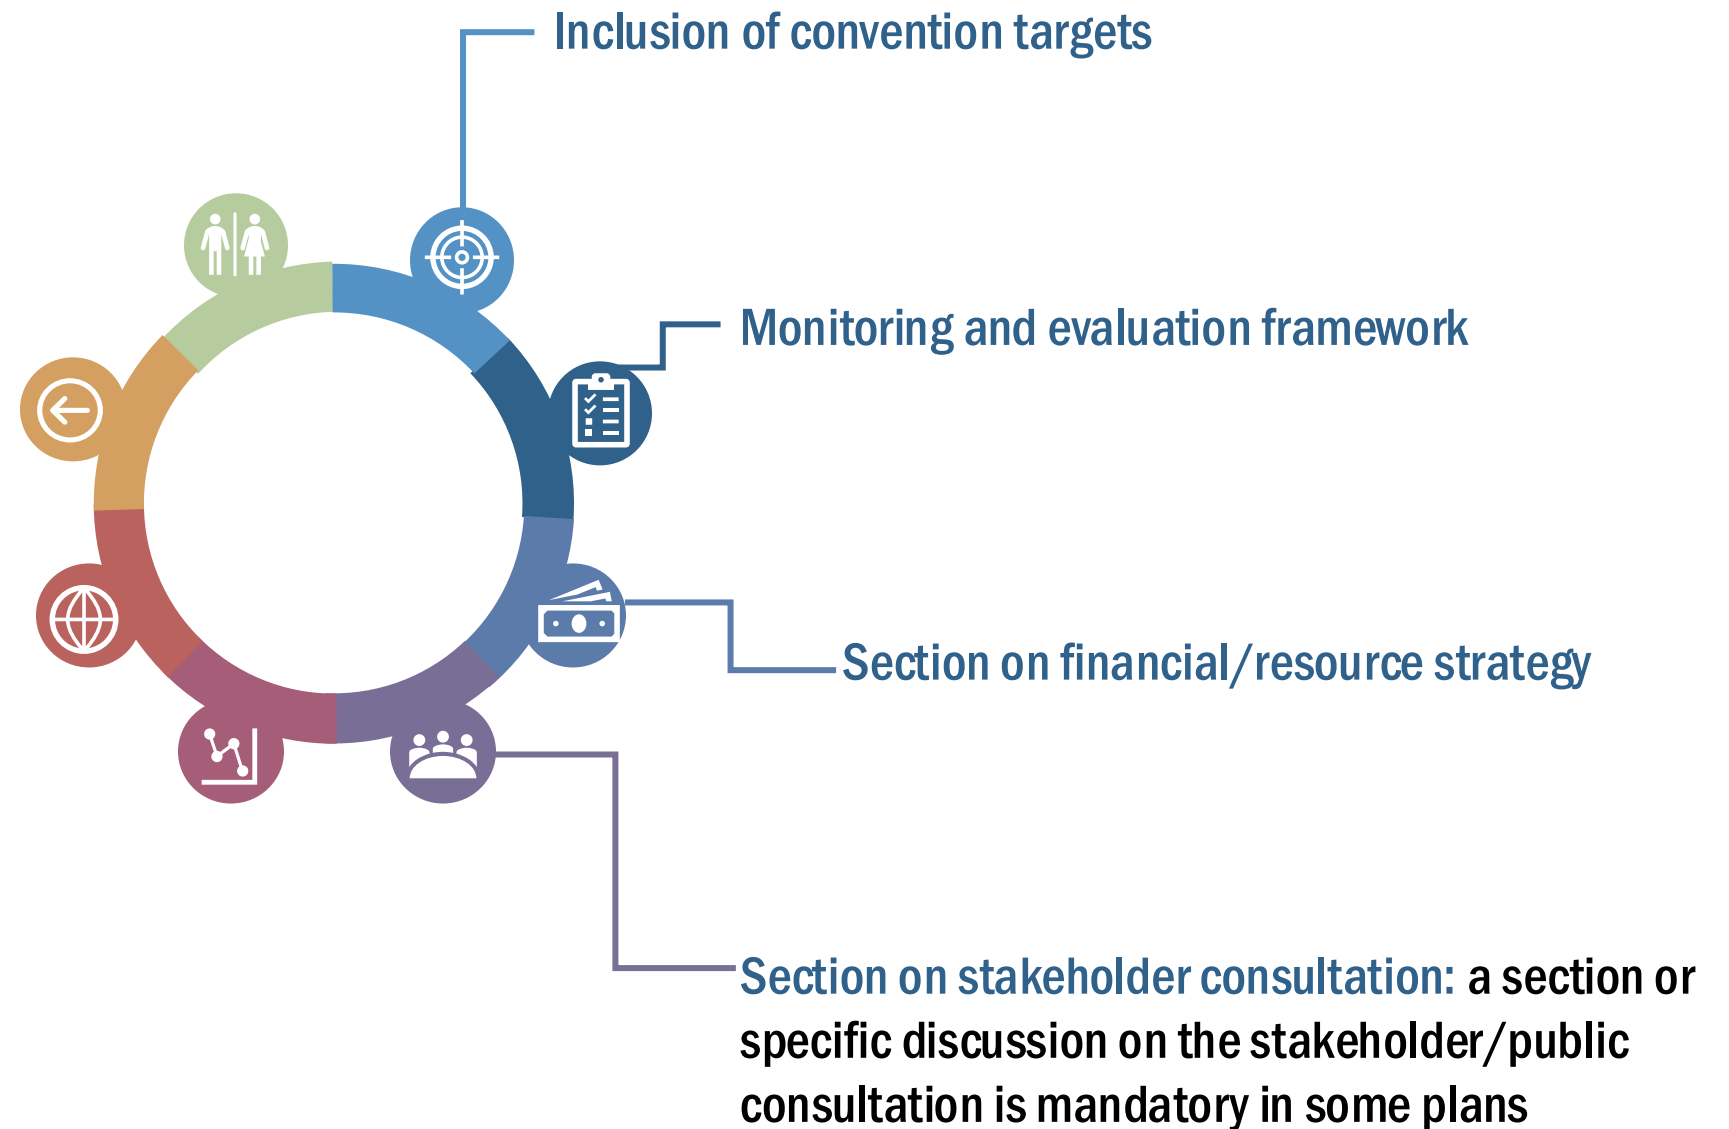 Inclusion of convention targets
Monitoring and evaluation framework
Section on financial/resource strategy
Section on stakeholder consultation: a section or
specific discussion on the stakeholder/public
consultation is mandatory in some plans